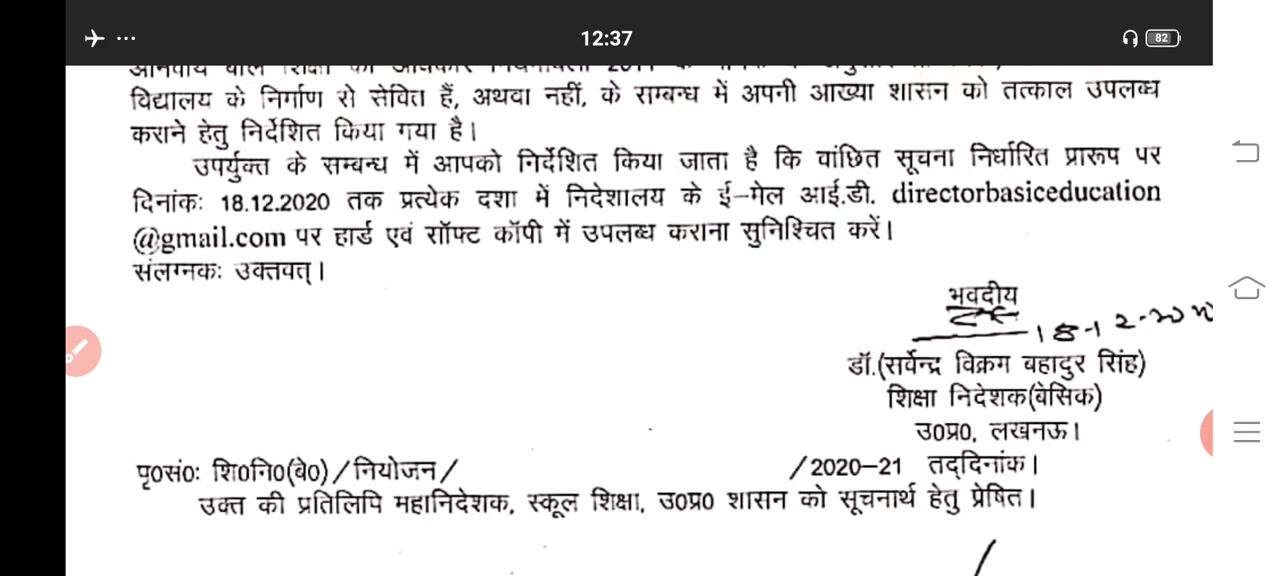 12:37
82
विद्यालय के निर्माण से सेवित हैं, अथवा नहीं, के सम्बन्ध में अपनी आख्या शासन को तत्काल उपलब्ध
कराने हेतु निर्देशित किया गया है।
उपर्युक्त के सम्बन्ध में आपको निर्देशित किया जाता है कि वांछित सूचना निर्धारित प्रारूप पर
दिनांकः 18.12.2020 तक प्रत्येक दशा में निदेशालय के ई-मेल आई.डी. directorbasiceducation
@gmail.com पर हार्ड एवं सॉफ्ट कॉपी में उपलब्ध कराना सुनिश्चित करें।
संलग्नकः उक्तवत्।
भवदीय
डॉ.(सर्वेन्द्र विक्रम बहादुर सिंह)
शिक्षा निदेशक(बेसिक)
उ0प्र0, लखनऊ।
पृ0सं0ः शि0नि0(बे0)/नियोजन/ /2020-21 तद्दिनांक।
उक्त की प्रतिलिपि महानिदेशक, स्कूल शिक्षा, उ0प्र0 शासन को सूचनार्थ हेतु प्रेषित।